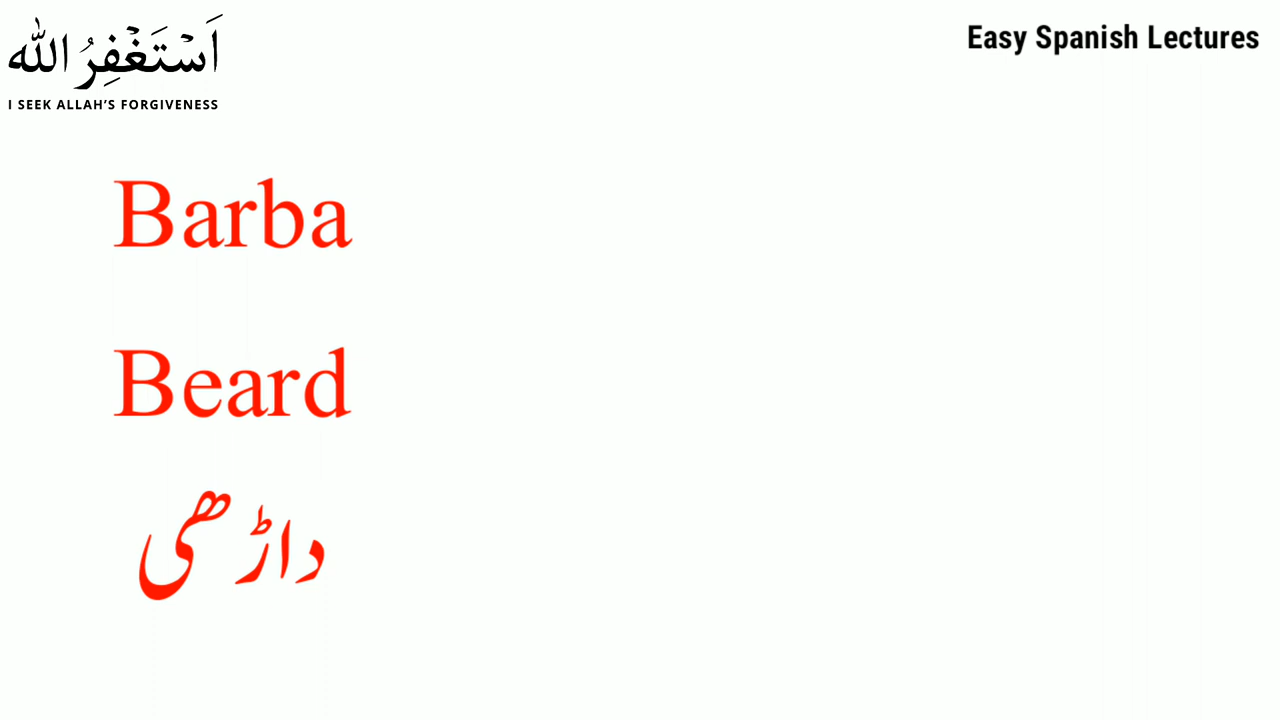 اَسْتَغْفِرُ اللّٰه
I SEEK ALLAH'S FORGIVENESS
Easy Spanish Lectures
Barba
Beard
داڑھی